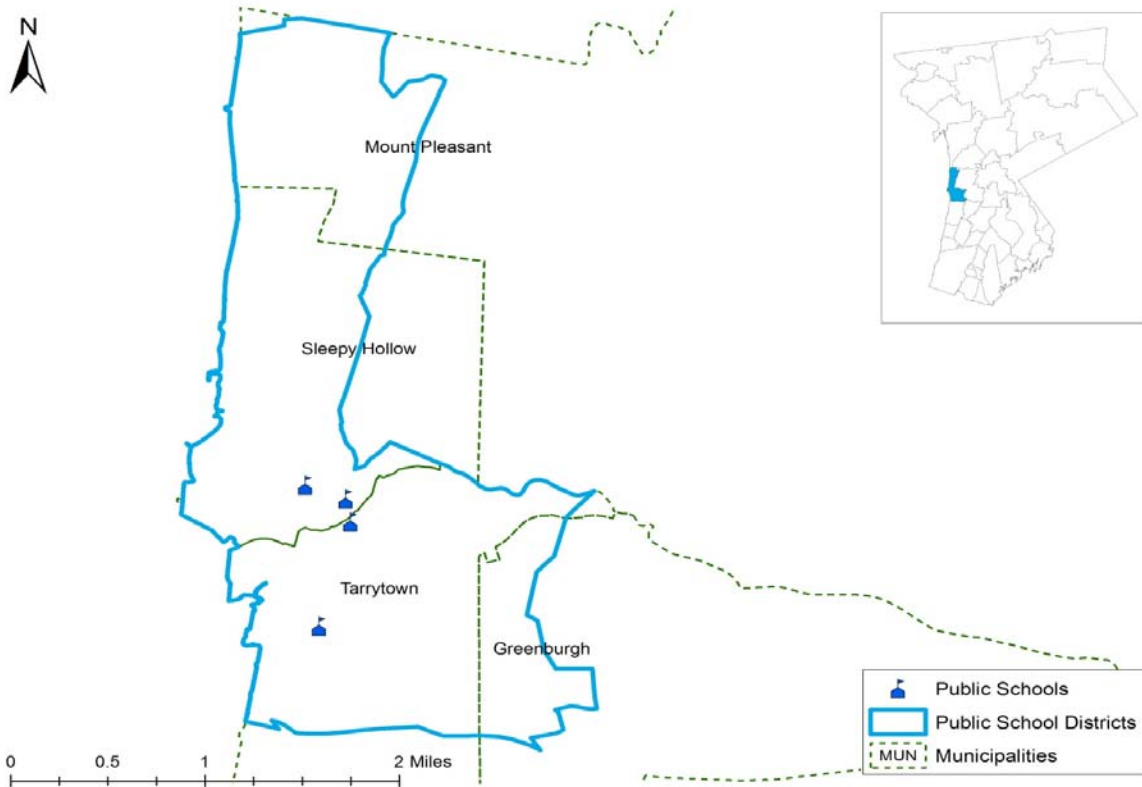 N
Mount Pleasant
Sleepy Hollow
Tarrytown
Greenburgh
Public Schools
Public School Districts
MUN Municipalities
0 0.5 1 2 Miles